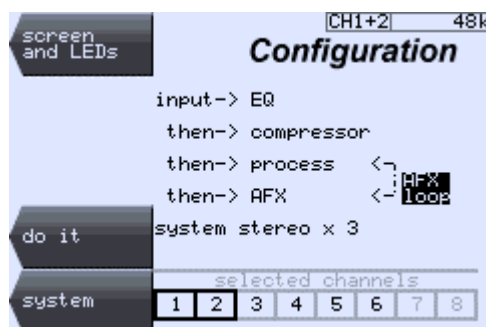 CH1+2 48k
screen
and LEDs
Configuration
input-> EQ
then-> compressor
then-> process
then-> AFX
AFX
loop
do it
system stereo x 3
selected channels
system
1 2 3 4 5 6 7 8